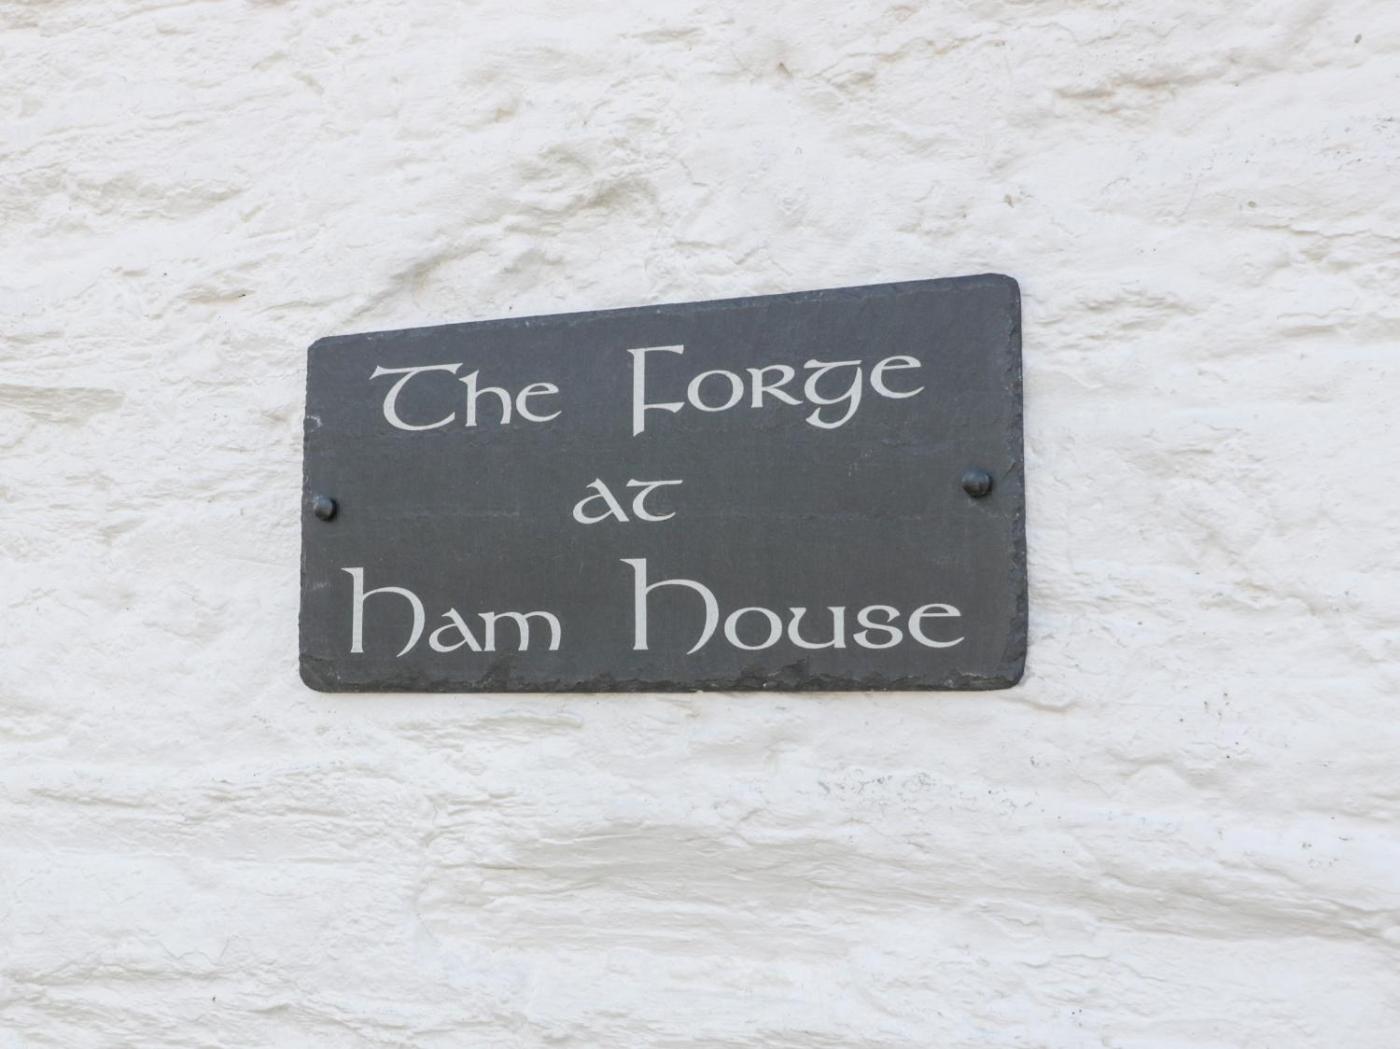 The Forge
at
Ham House